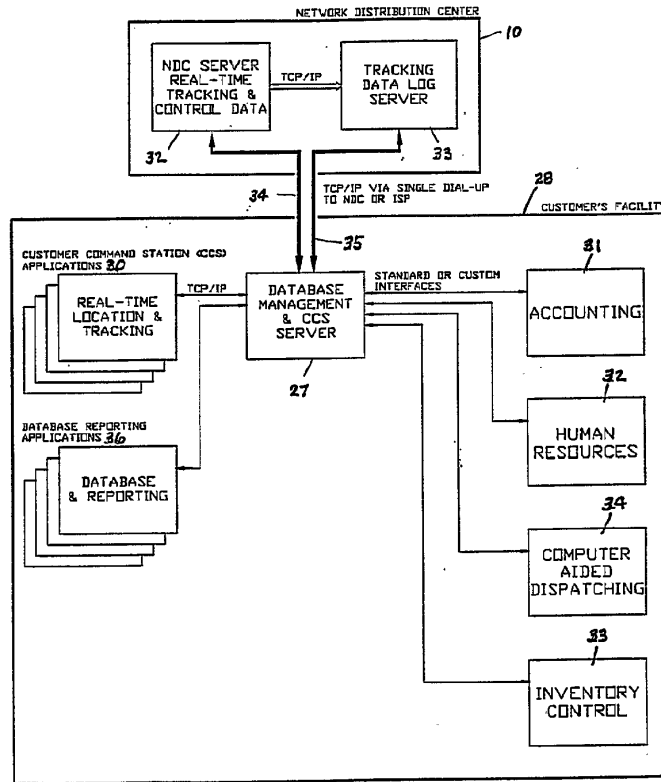 NETWORK DISTRIBUTION CENTER
10
NDC SERVER
REAL-TIME
TRACKING &
CONTROL DATA
TCP/IP
TRACKING
DATA LOG
SERVER
32
33
34
TCP/IP VIA SINGLE DIAL-UP
TO NDC OR ISP
28
CUSTOMER'S FACILITY
35
CUSTOMER COMMAND STATION (CCS)
APPLICATIONS 30
REAL-TIME
LOCATION &
TRACKING
TCP/IP
DATABASE
MANAGEMENT
& CCS
SERVER
27
STANDARD OR CUSTOM
INTERFACES
31
ACCOUNTING
32
HUMAN
RESOURCES
DATABASE REPORTING
APPLICATIONS 36
DATABASE
& REPORTING
34
COMPUTER
AIDED
DISPATCHING
33
INVENTORY
CONTROL